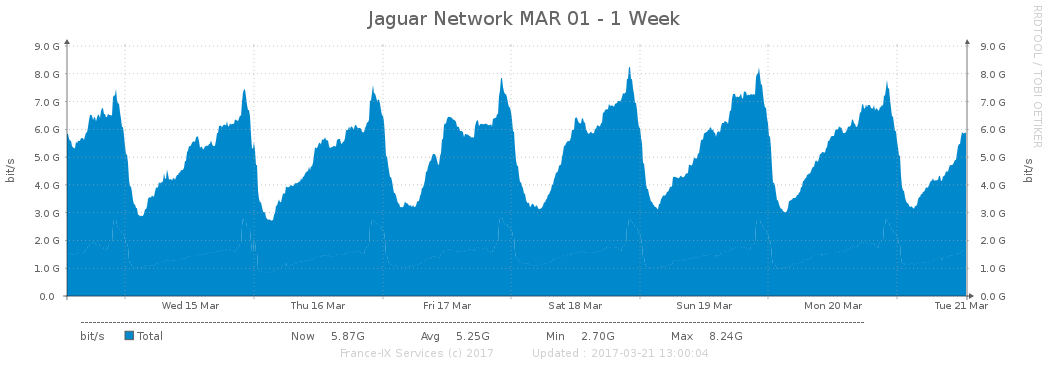 Jaguar Network MAR 01 - 1 Week
RRDTOOL / TOBI OETIKER
bit/s
9.0 G 9.0 G
8.0 G 8.0 G
7.0 G 7.0 G
6.0 G 6.0 G
5.0 G 5.0 G
4.0 G 4.0 G
3.0 G 3.0 G
2.0 G 2.0 G
1.0 G 1.0 G
0.0 0.0 G
bit/s
Wed 15 Mar Thu 16 Mar Fri 17 Mar Sat 18 Mar Sun 19 Mar Mon 20 Mar Tue 21 Mar
bit/s Total Now 5.87G Avg 5.25G Min 2.70G Max 8.24G
France-IX Services (c) 2017 Updated : 2017-03-21 13:00:04